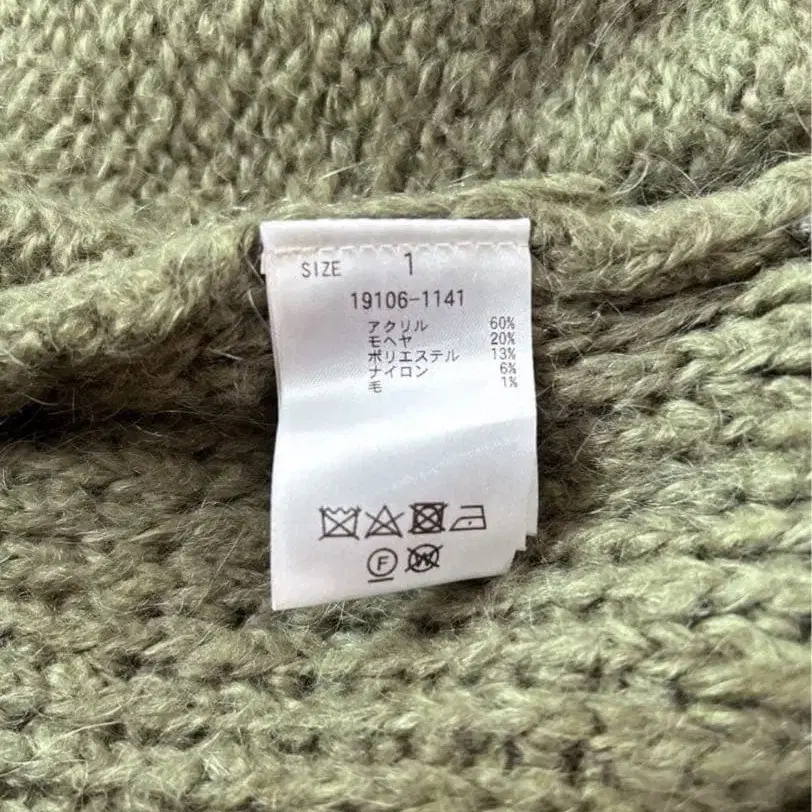 SIZE 1
19106-1141
アクリル 60%
モヘヤ 20%
ポリエステル 13%
ナイロン 6%
毛 1%
F W